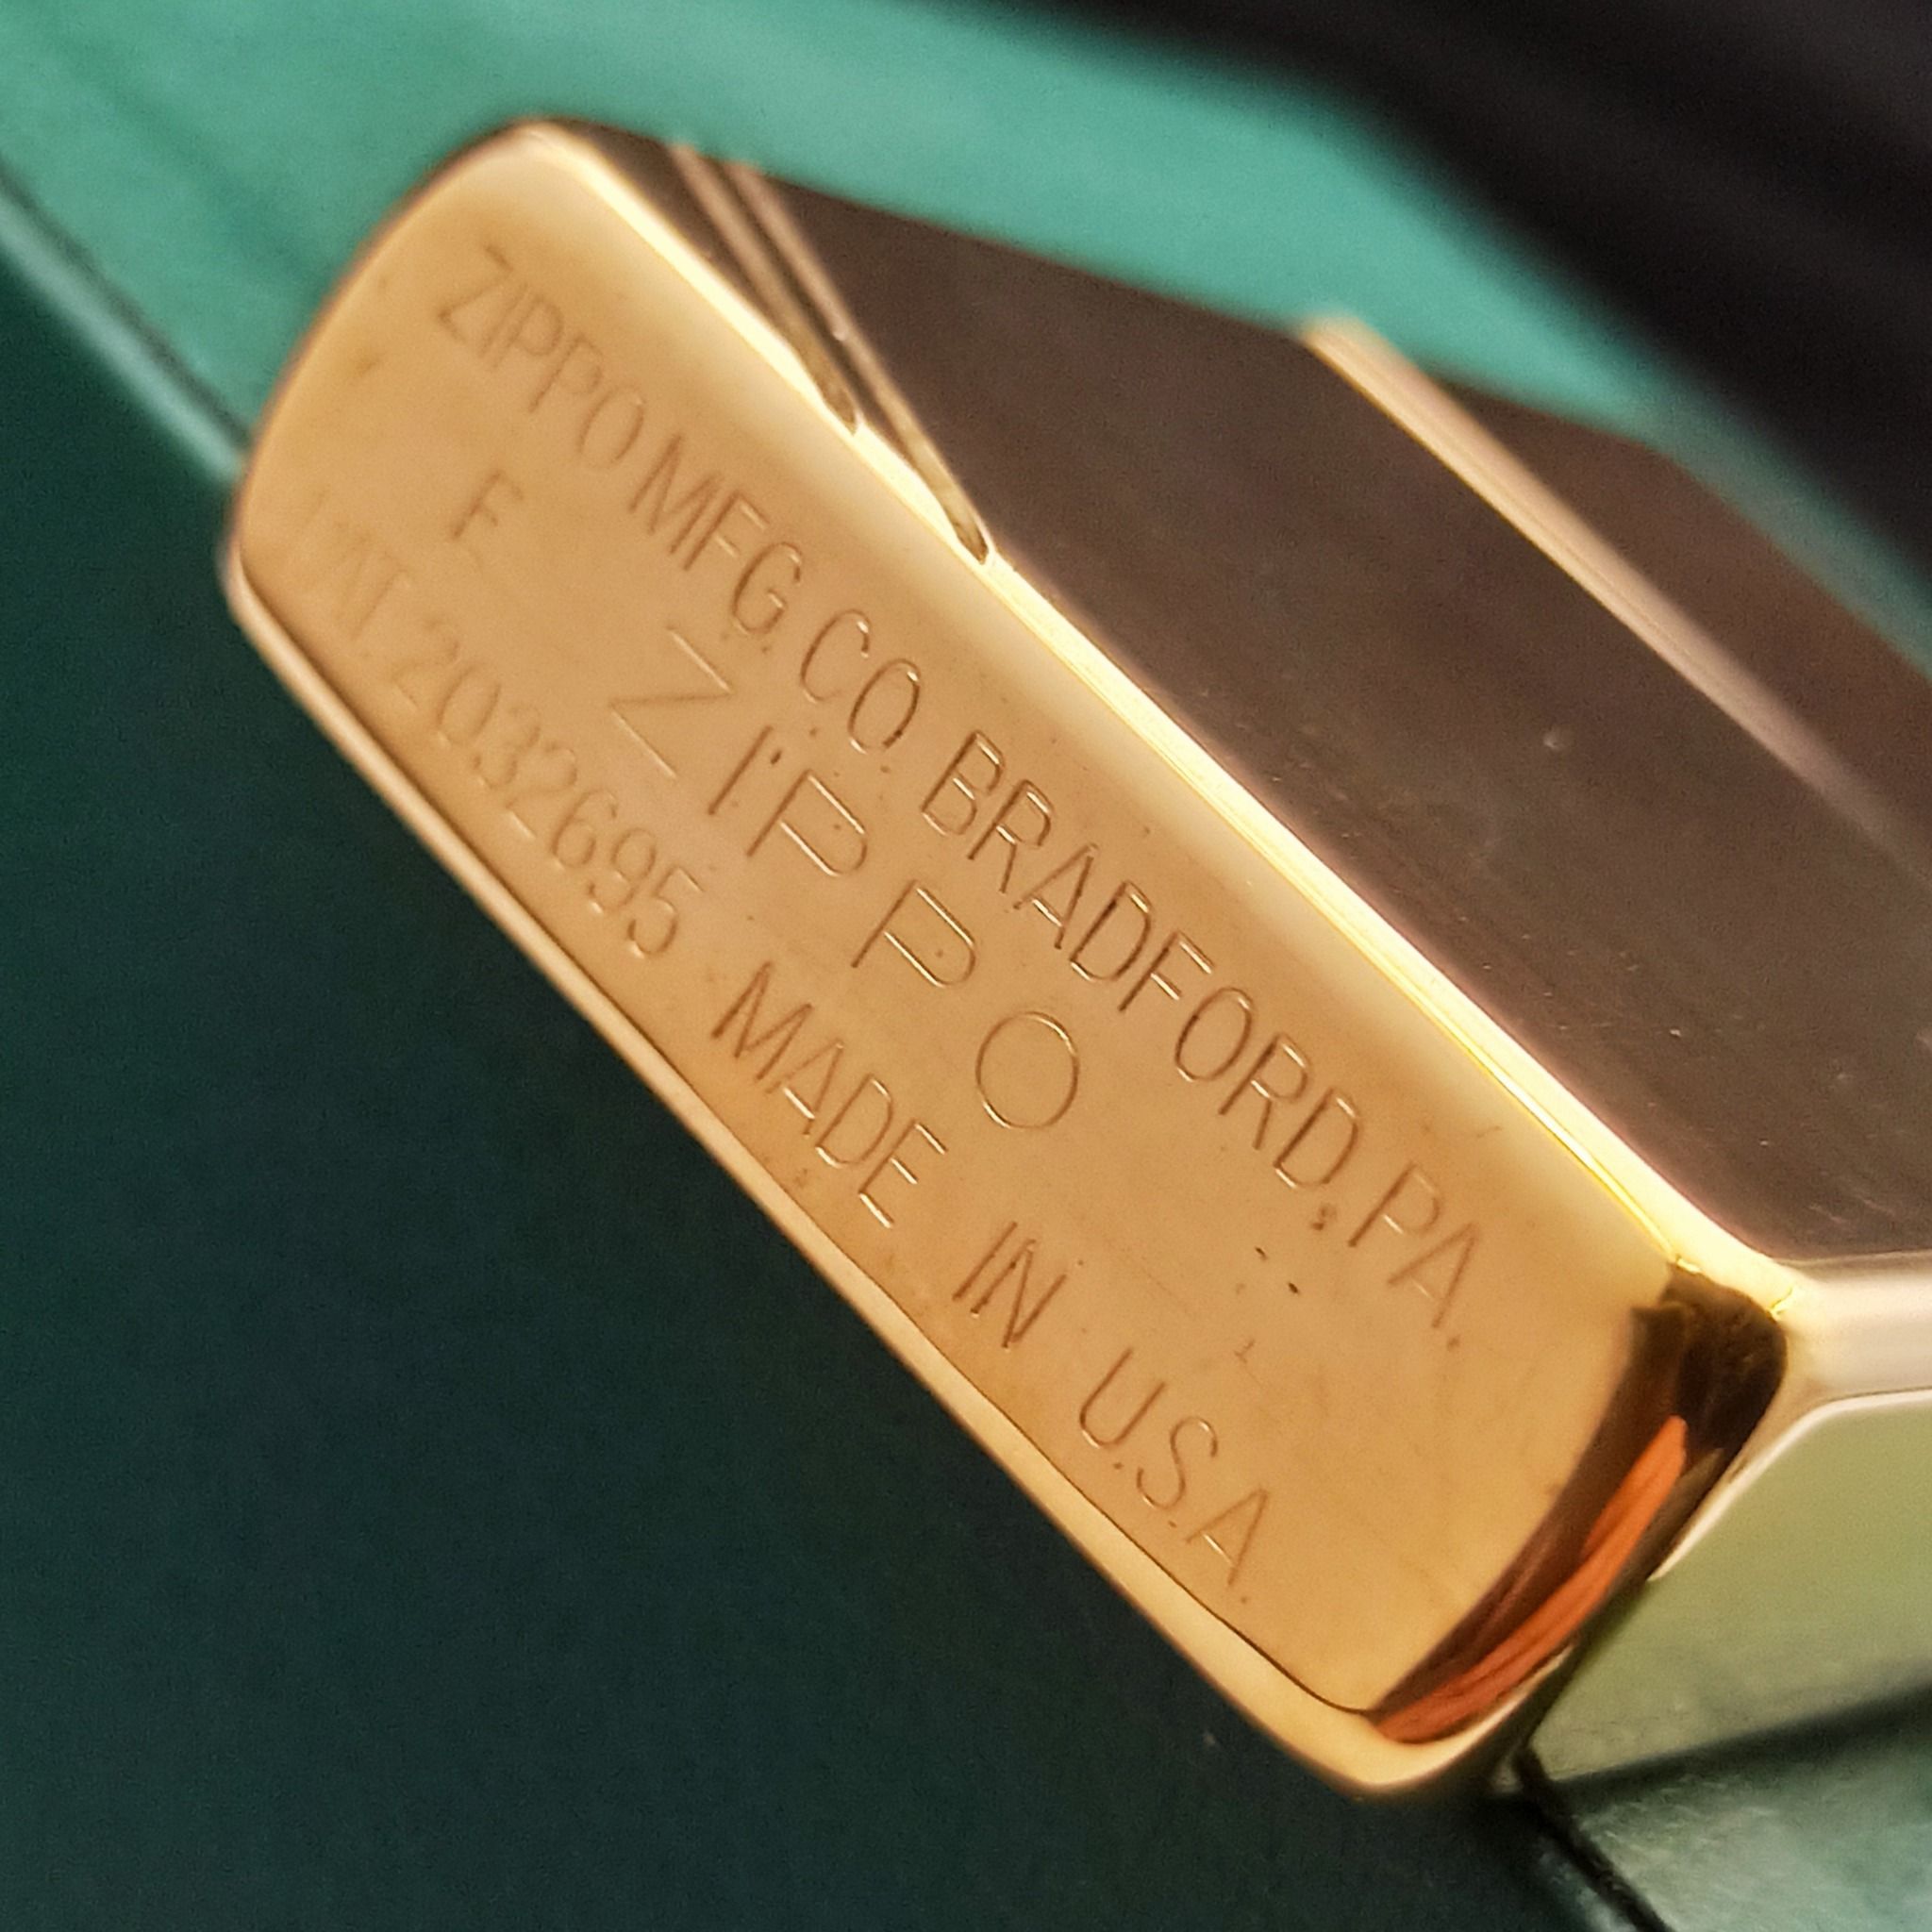 ZIPPO MFG. CO. BRADFORD, PA.
F ZIPPO
PAT. 2032695 MADE IN U.S.A.